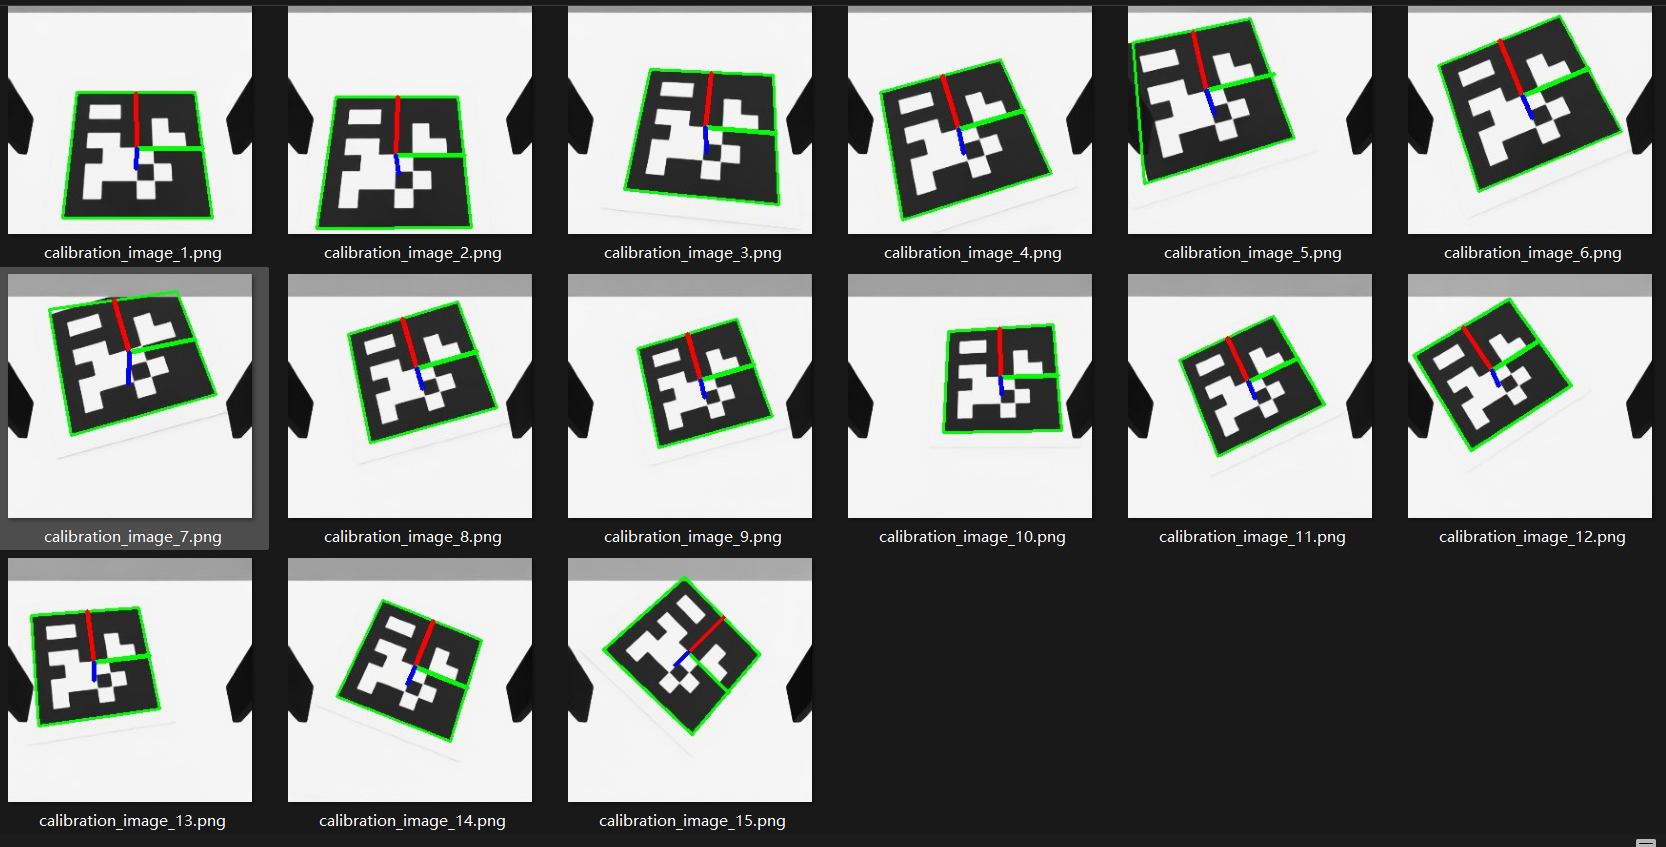 calibration_image_1.png
calibration_image_2.png
calibration_image_3.png
calibration_image_4.png
calibration_image_5.png
calibration_image_6.png
calibration_image_7.png
calibration_image_8.png
calibration_image_9.png
calibration_image_10.png
calibration_image_11.png
calibration_image_12.png
calibration_image_13.png
calibration_image_14.png
calibration_image_15.png